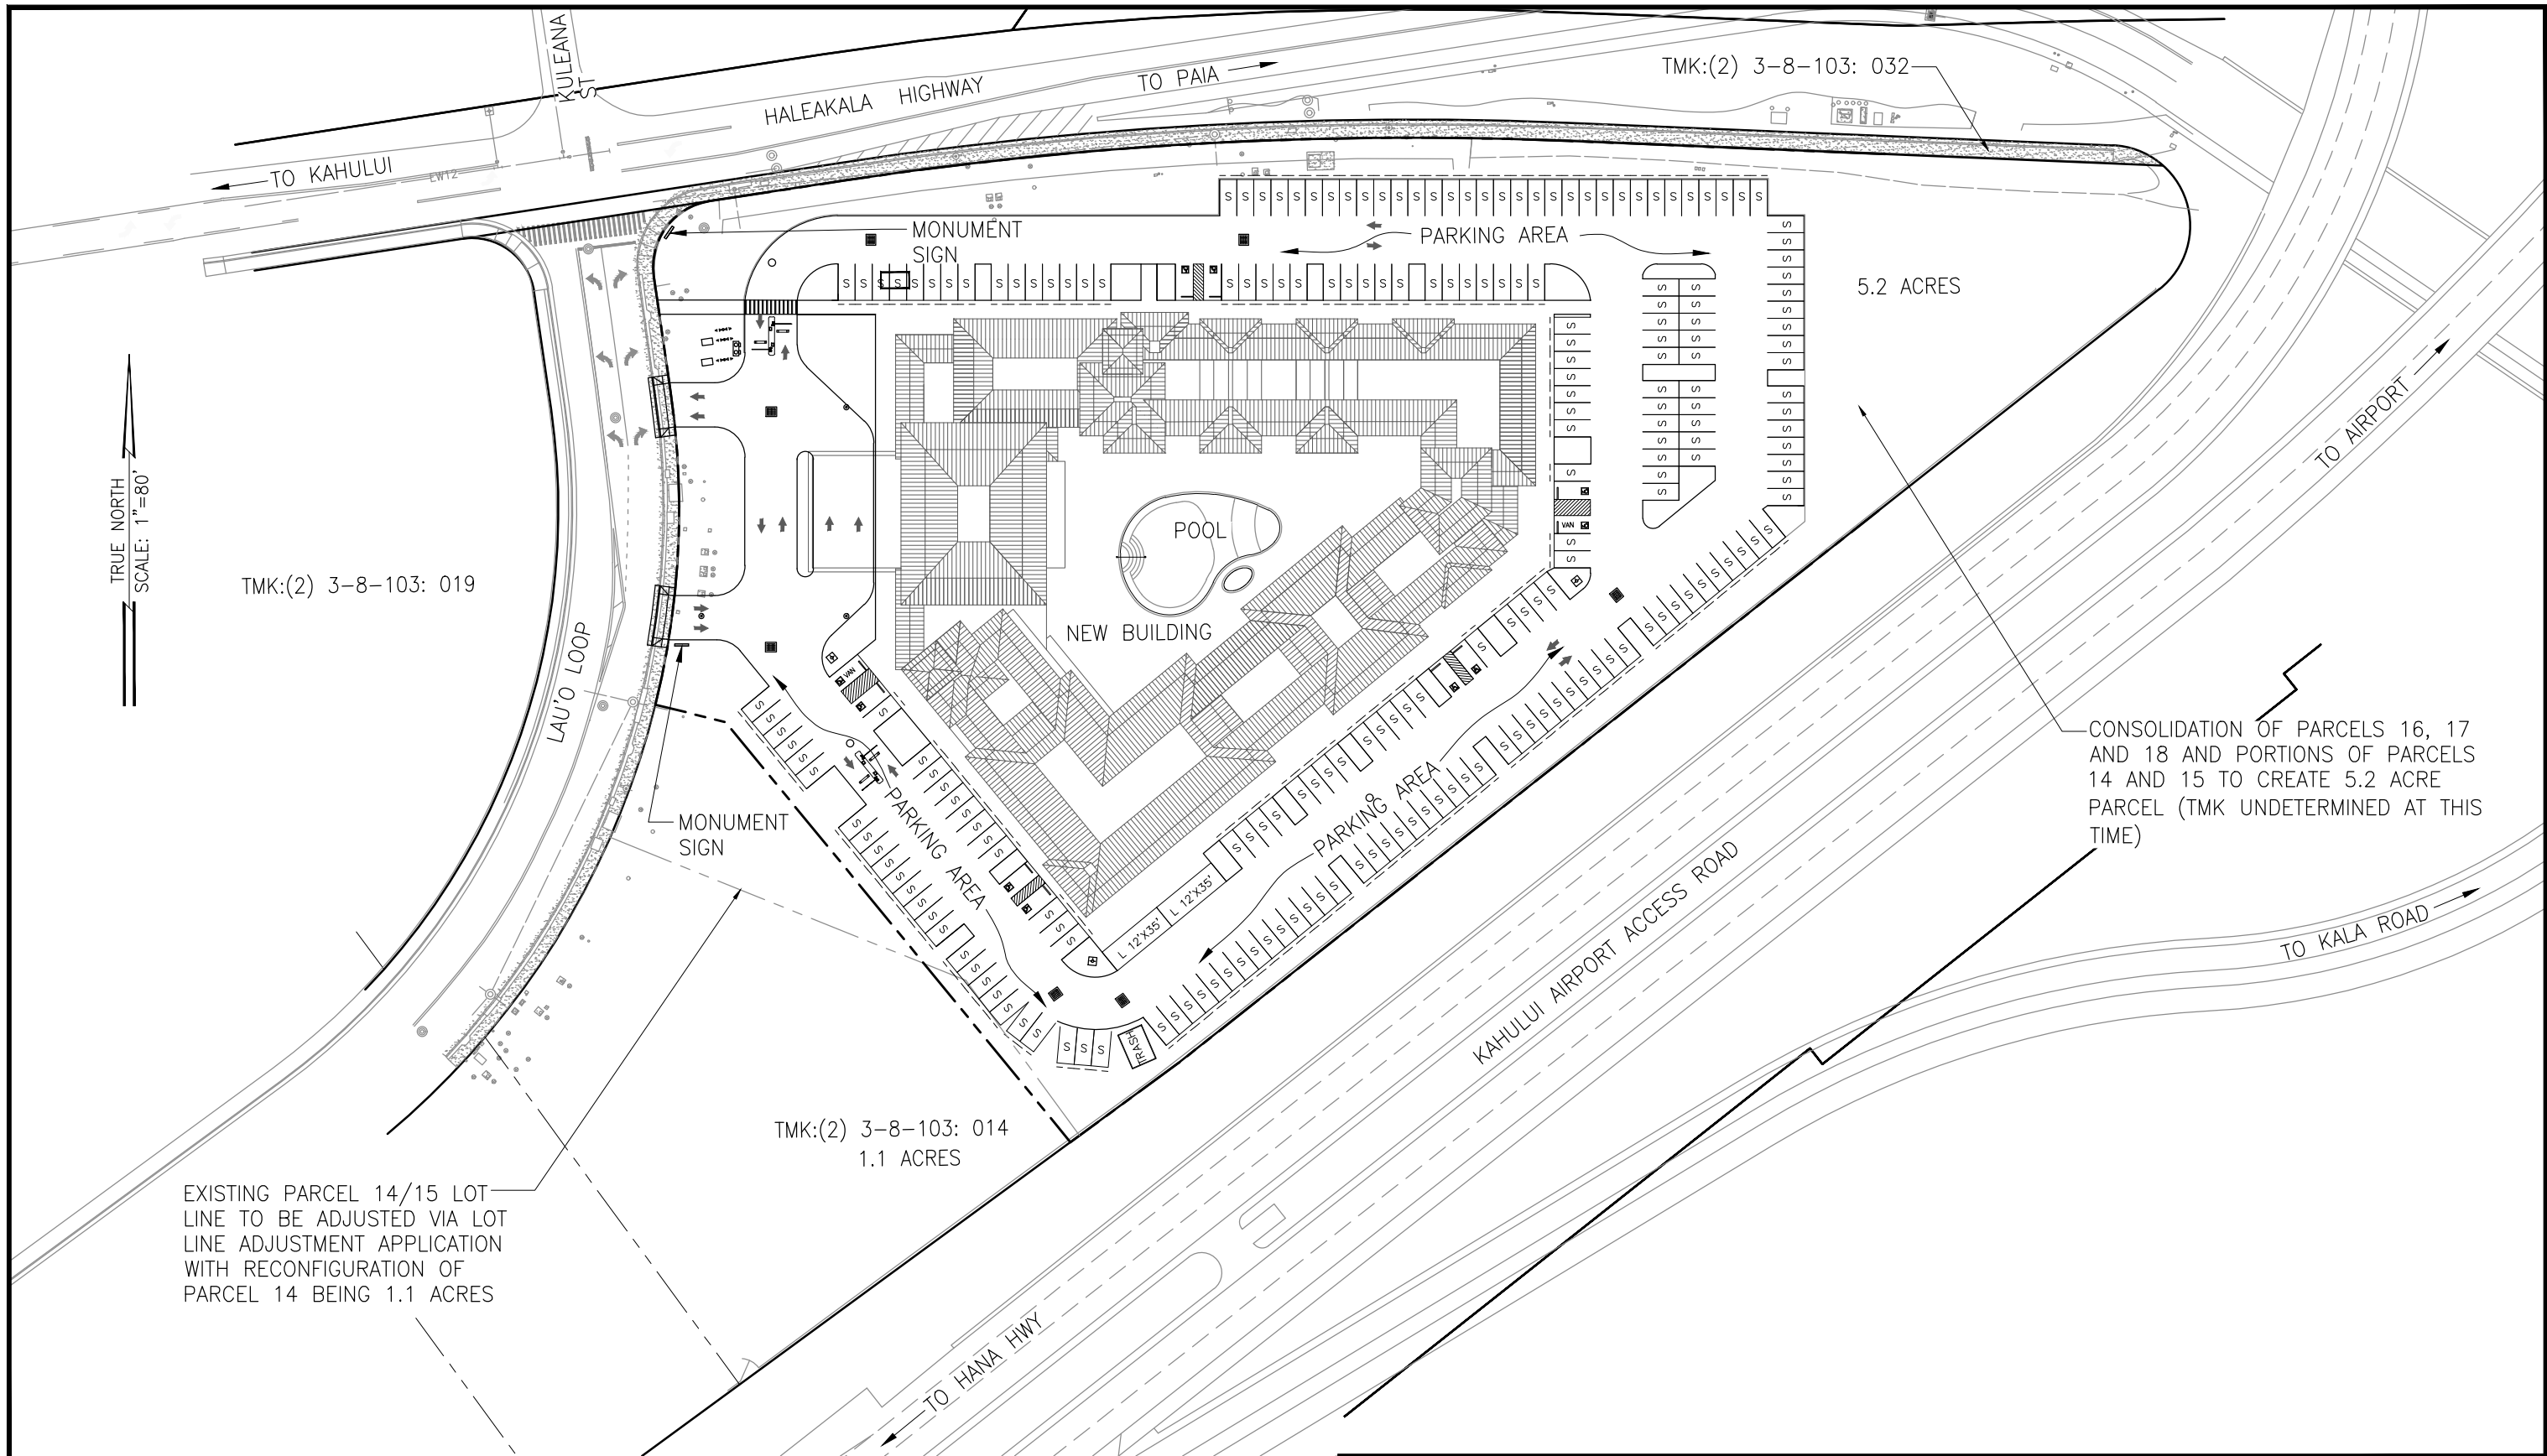 KULEANA
ST
HALEAKALA HIGHWAY
TO PAIA
TMK:(2) 3-8-103: 032
TO KAHULUI
LW12
MONUMENT
SIGN
PARKING AREA
5.2 ACRES
TO AIRPORT
TRUE NORTH
SCALE: 1"=80'
TMK:(2) 3-8-103: 019
LAU'O LOOP
POOL
NEW BUILDING
VAN
VAN
CONSOLIDATION OF PARCELS 16, 17
AND 18 AND PORTIONS OF PARCELS
14 AND 15 TO CREATE 5.2 ACRE
PARCEL (TMK UNDETERMINED AT THIS
TIME)
MONUMENT
SIGN
PARKING AREA
PARKING AREA
L 12'X35'
L 12'X35'
TRASH
KAHULUI AIRPORT ACCESS ROAD
TO KALA ROAD
TMK:(2) 3-8-103: 014
1.1 ACRES
EXISTING PARCEL 14/15 LOT
LINE TO BE ADJUSTED VIA LOT
LINE ADJUSTMENT APPLICATION
WITH RECONFIGURATION OF
PARCEL 14 BEING 1.1 ACRES
TO HANA HWY